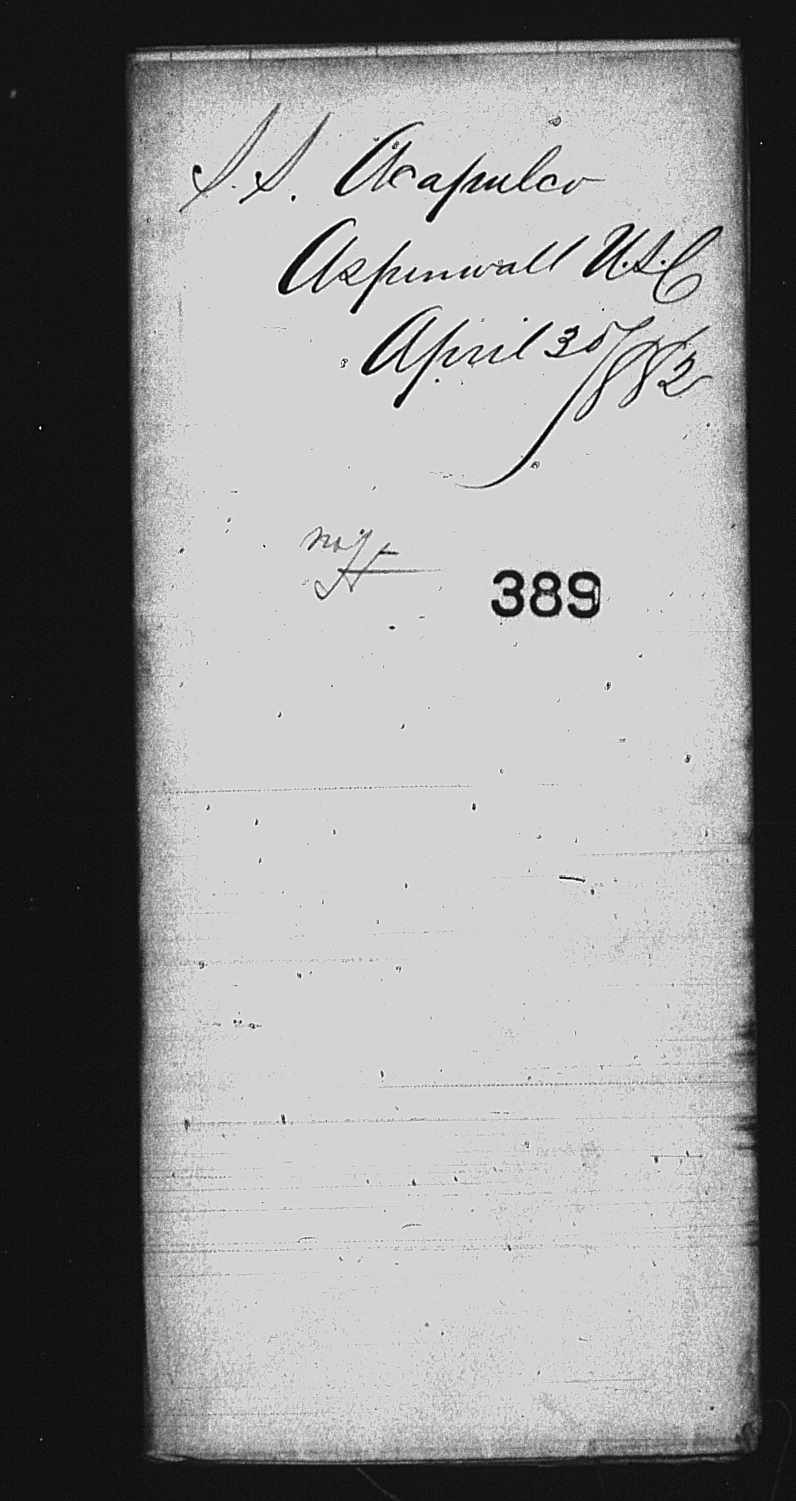 S.S. Acapulco
Aspinwall U.S.C
April 30/1882
389